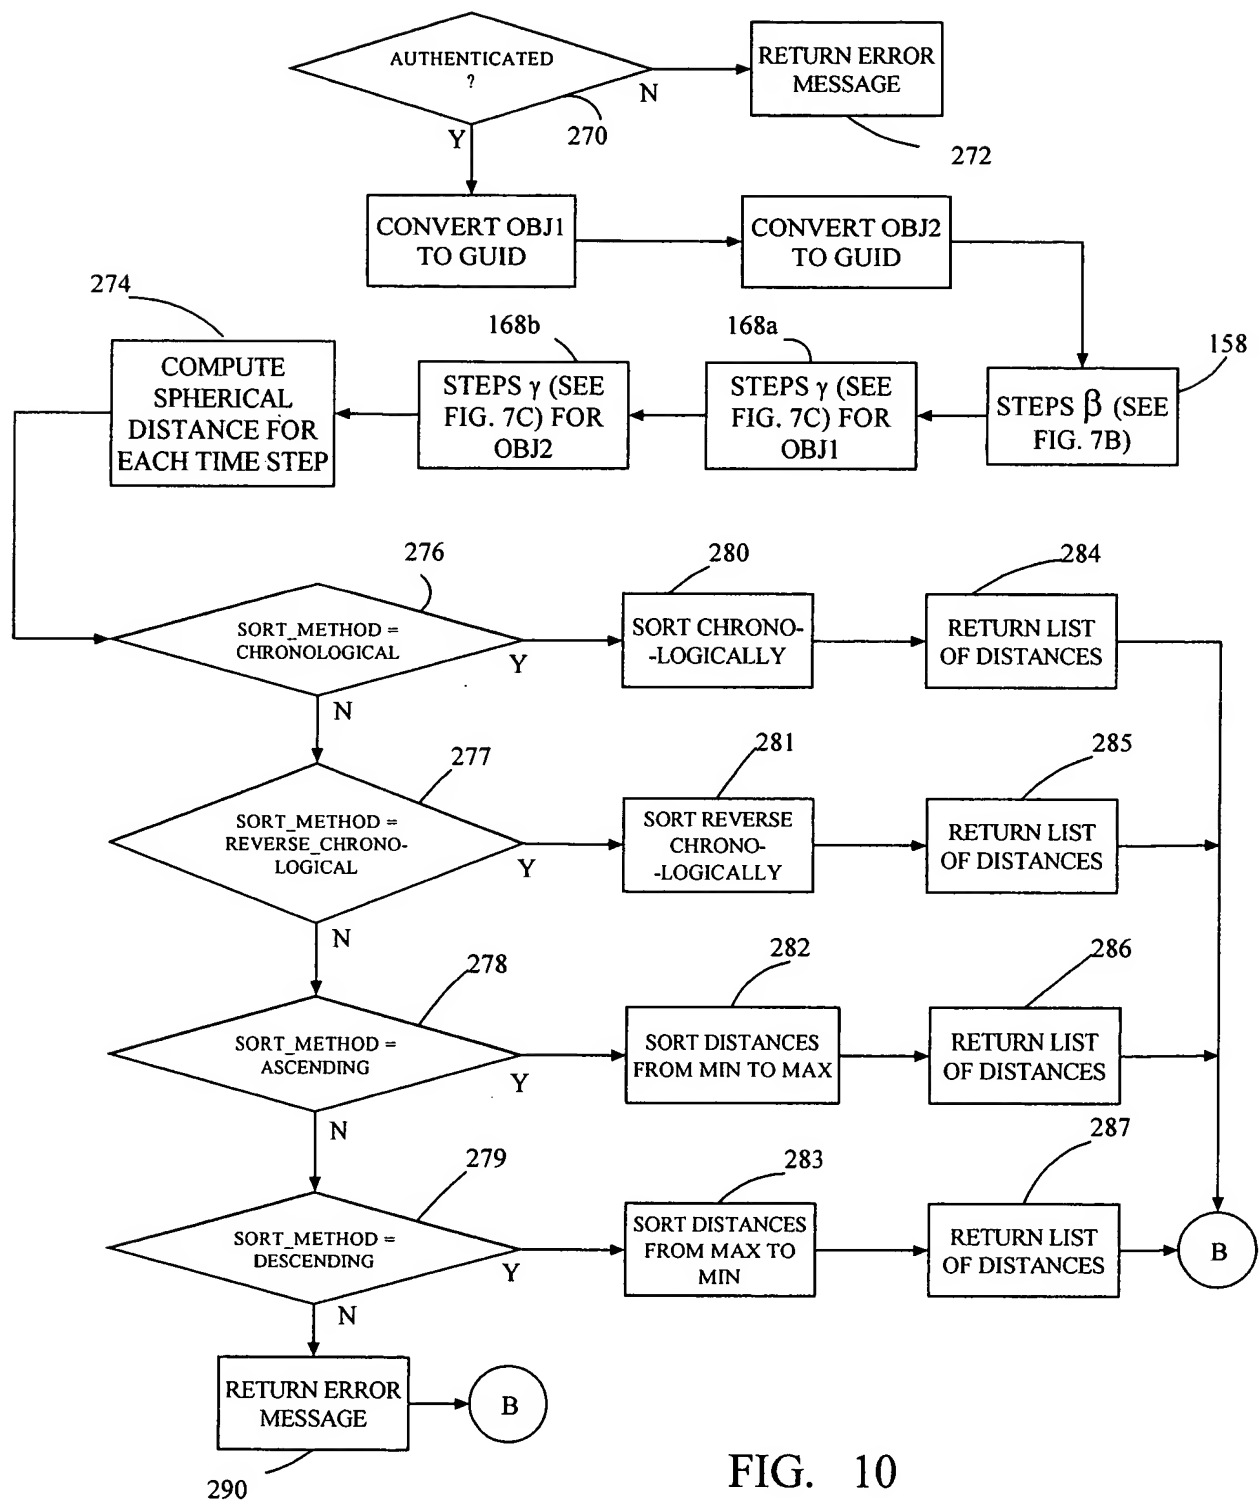 AUTHENTICATED
?
RETURN ERROR
MESSAGE
N
270
Y
272
CONVERT OBJ1
TO GUID
CONVERT OBJ2
TO GUID
274
168b
168a
158
COMPUTE
SPHERICAL
DISTANCE FOR
EACH TIME STEP
STEPS γ (SEE
FIG. 7C) FOR
OBJ2
STEPS γ (SEE
FIG. 7C) FOR
OBJ1
STEPS β (SEE
FIG. 7B)
276
280
284
SORT_METHOD =
CHRONOLOGICAL
Y
SORT CHRONO-
-LOGICALLY
RETURN LIST
OF DISTANCES
N
277
281
285
SORT_METHOD =
REVERSE_CHRONO-
LOGICAL
Y
SORT REVERSE
CHRONO-
-LOGICALLY
RETURN LIST
OF DISTANCES
N
278
282
286
SORT_METHOD =
ASCENDING
Y
SORT DISTANCES
FROM MIN TO MAX
RETURN LIST
OF DISTANCES
N
279
283
287
SORT_METHOD =
DESCENDING
Y
SORT DISTANCES
FROM MAX TO
MIN
RETURN LIST
OF DISTANCES
B
N
RETURN ERROR
MESSAGE
B
290
FIG. 10